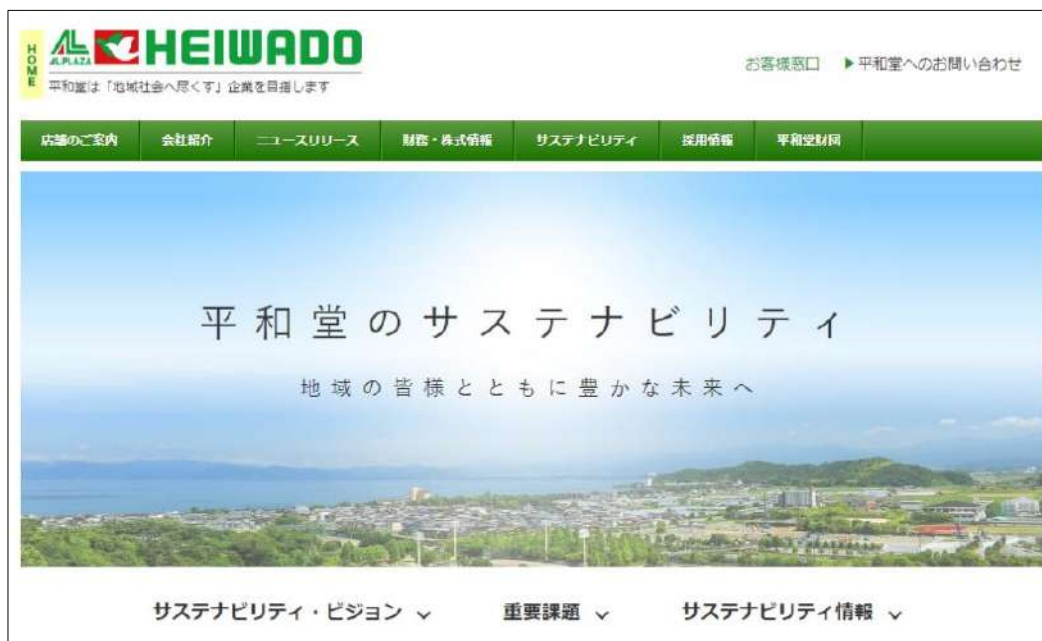 HOME
AL.PLAZA
HEIWADO
平和堂は「地域社会へ尽くす」企業を目指します
お客様窓口 ▶平和堂へのお問い合わせ
店舗のご案内 会社紹介 ニュースリリース 財務・株式情報 サステナビリティ 採用情報 平和堂財団
平和堂のサステナビリティ
地域の皆様とともに豊かな未来へ
サステナビリティ・ビジョン 重要課題 サステナビリティ情報